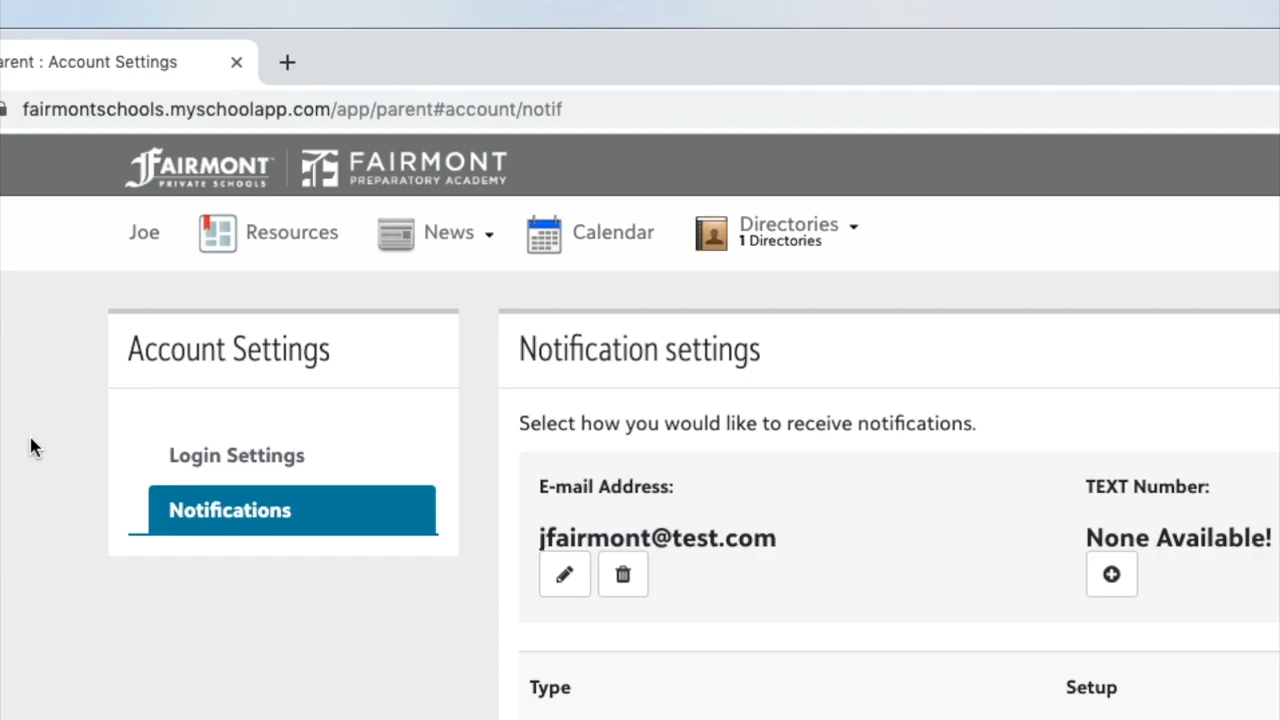 arent : Account Settings
fairmontschools.myschoolapp.com/app/parent#account/notif
FAIRMONT
PRIVATE SCHOOLS
FAIRMONT
PREPARATORY ACADEMY
Joe
Resources
News
Calendar
Directories
1 Directories
Account Settings
Login Settings
Notifications
Notification settings
Select how you would like to receive notifications.
E-mail Address:
jfairmont@test.com
TEXT Number:
None Available!
Type
Setup